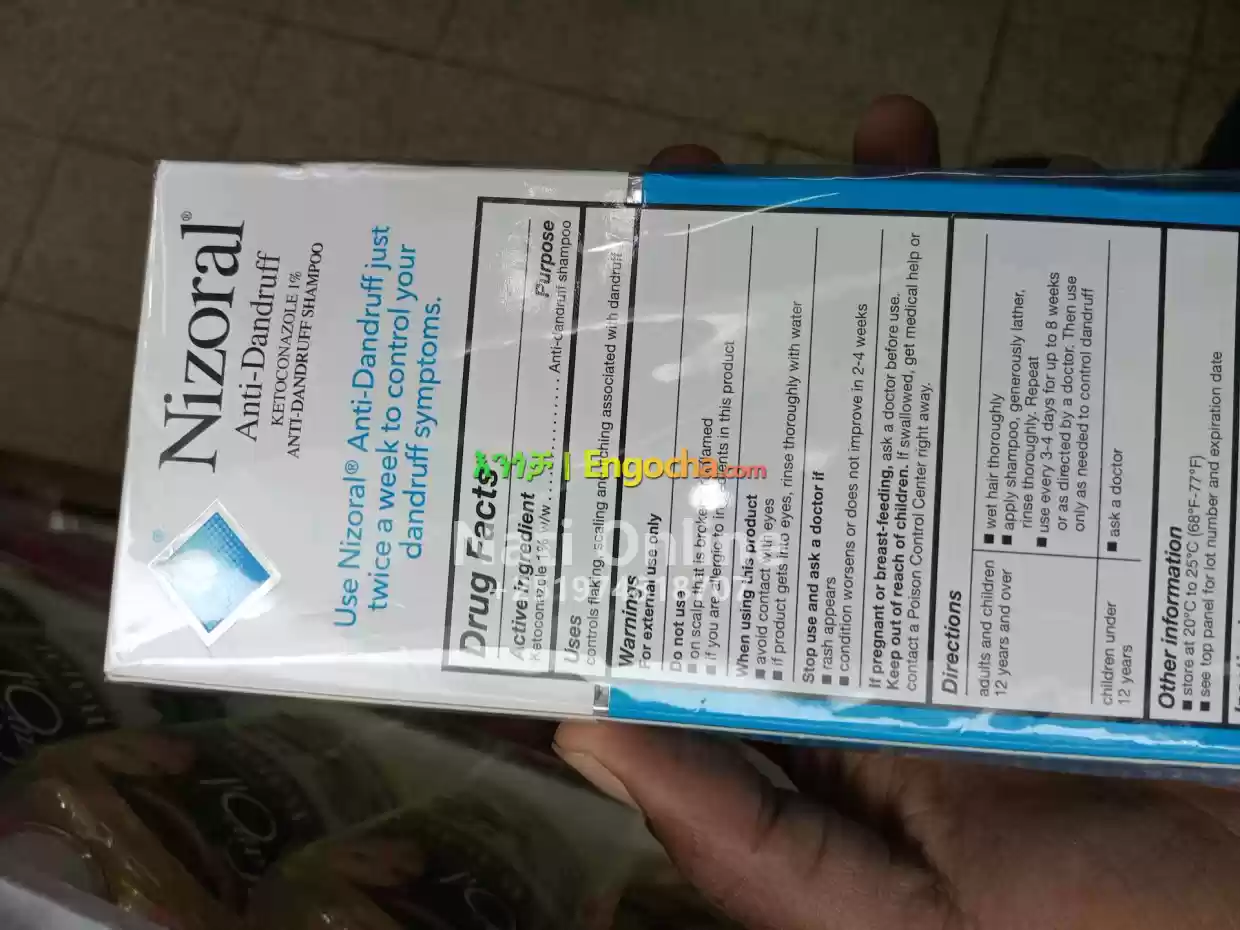 Nizoral®
Anti-Dandruff
KETOCONAZOLE 1%
ANTI-DANDRUFF SHAMPOO
®
Use Nizoral® Anti-Dandruff just
twice a week to control your
dandruff symptoms.
Drug Facts
Active ingredient Purpose
Ketoconazole 1% w/w .......... Anti-dandruff shampoo
Uses
controls flaking, scaling and itching associated with dandruff
Warnings
For external use only
Do not use
■ on scalp that is broken inflamed
■ if you are allergic to ingredients in this product
When using this product
■ avoid contact with eyes
■ if product gets into eyes, rinse thoroughly with water
Stop use and ask a doctor if
■ rash appears
■ condition worsens or does not improve in 2-4 weeks
If pregnant or breast-feeding, ask a doctor before use.
Keep out of reach of children. If swallowed, get medical help or
contact a Poison Control Center right away.
Directions
adults and children
12 years and over
■ wet hair thoroughly
■ apply shampoo, generously lather,
rinse thoroughly. Repeat
■ use every 3-4 days for up to 8 weeks
or as directed by a doctor. Then use
only as needed to control dandruff
children under
12 years
■ ask a doctor
Other information
■ store at 20°C to 25°C (68°F-77°F)
■ see top panel for lot number and expiration date
እንጎቻ | Engocha.com
Online